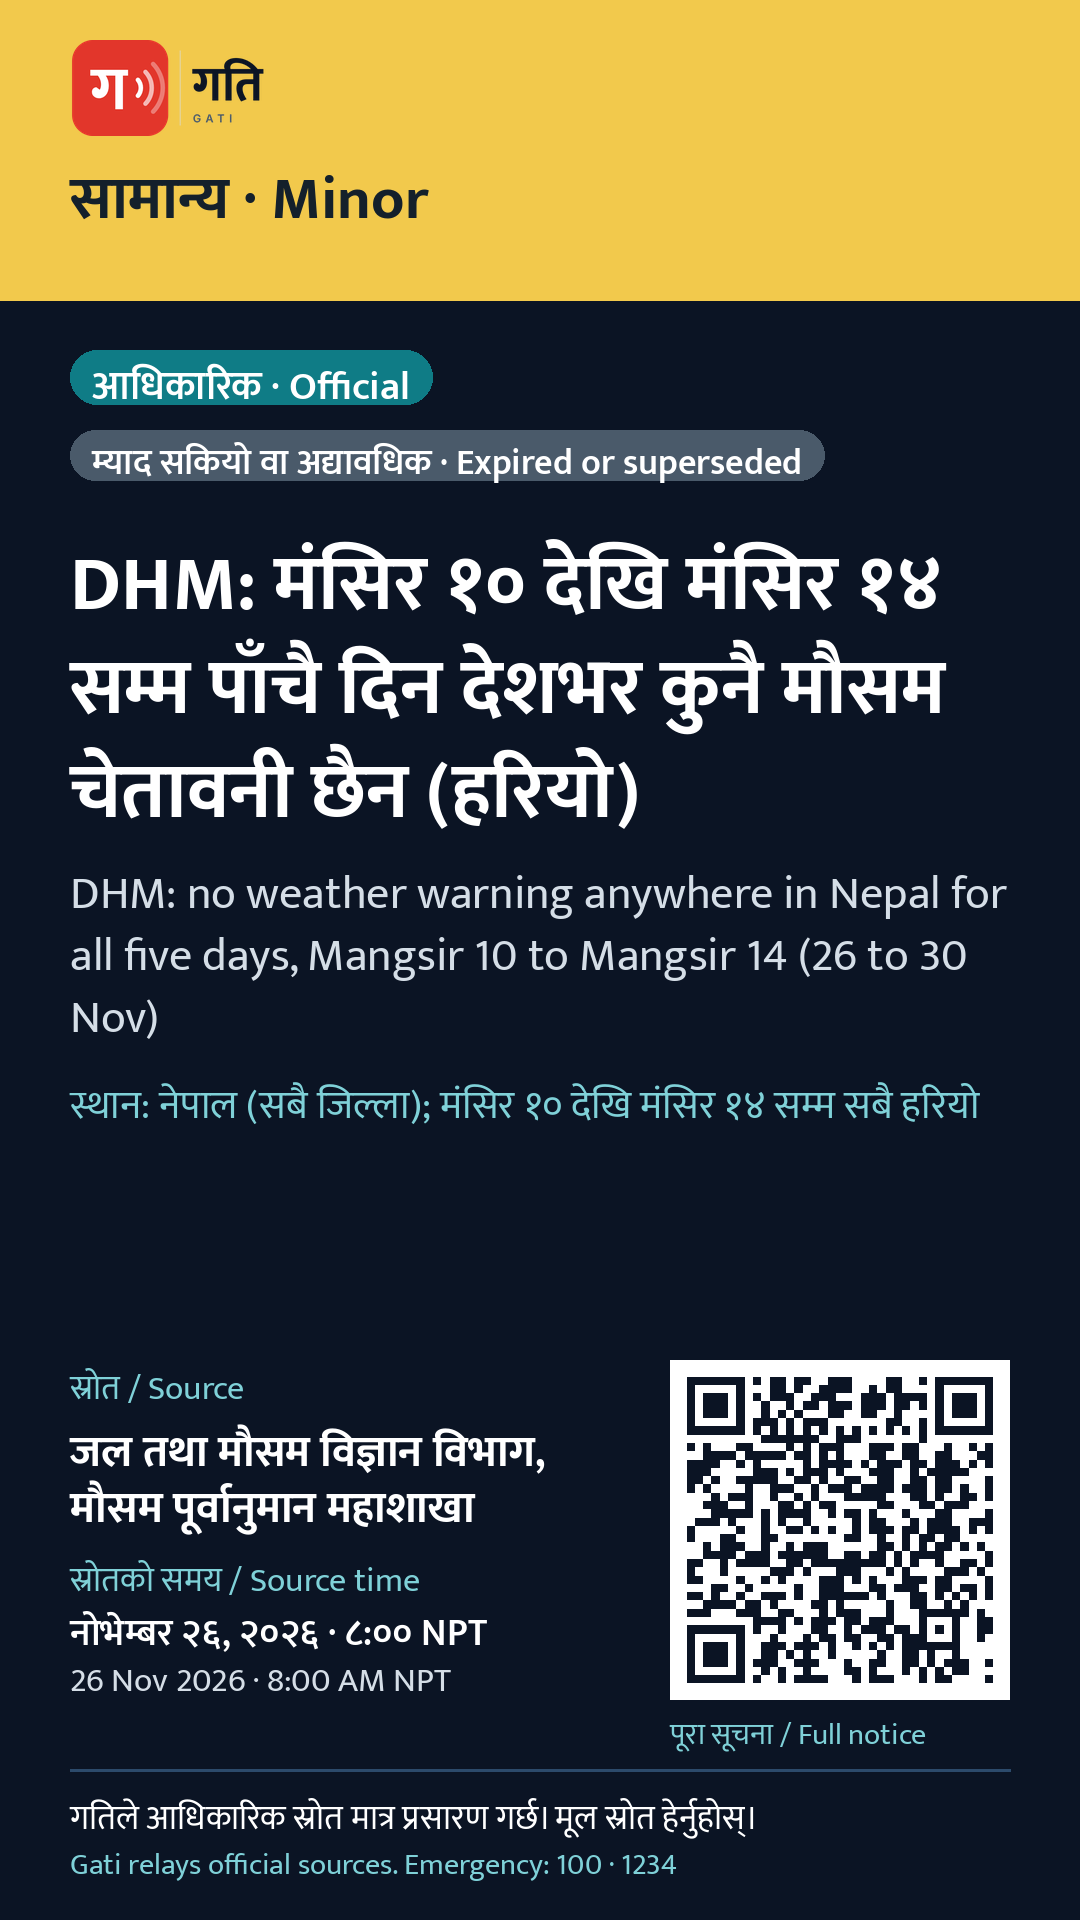 ग
गति
GATI
सामान्य · Minor
आधिकारिक · Official
म्याद सकियो वा अद्यावधिक · Expired or superseded
DHM: मंसिर १० देखि मंसिर १४
सम्म पाँचै दिन देशभर कुनै मौसम
चेतावनी छैन (हरियो)
DHM: no weather warning anywhere in Nepal for
all five days, Mangsir 10 to Mangsir 14 (26 to 30
Nov)
स्थान: नेपाल (सबै जिल्ला); मंसिर १० देखि मंसिर १४ सम्म सबै हरियो
स्रोत / Source
जल तथा मौसम विज्ञान विभाग,
मौसम पूर्वानुमान महाशाखा
स्रोतको समय / Source time
नोभेम्बर २६, २०२६ · ८:०० NPT
26 Nov 2026 · 8:00 AM NPT
पूरा सूचना / Full notice
गतिले आधिकारिक स्रोत मात्र प्रसारण गर्छ। मूल स्रोत हेर्नुहोस्।
Gati relays official sources. Emergency: 100 · 1234